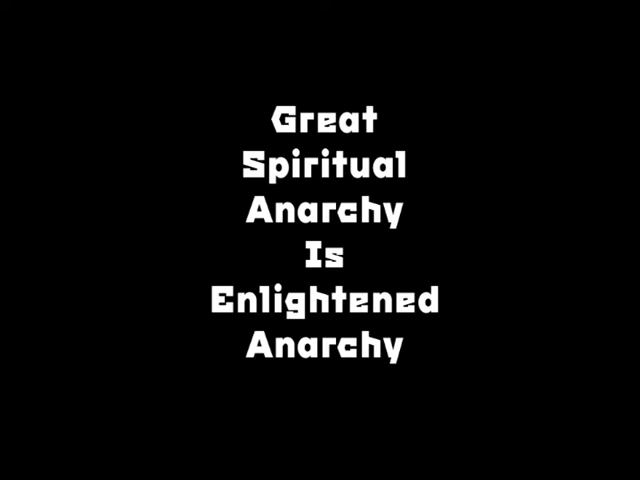 Great
Spiritual
Anarchy
Is
Enlightened
Anarchy